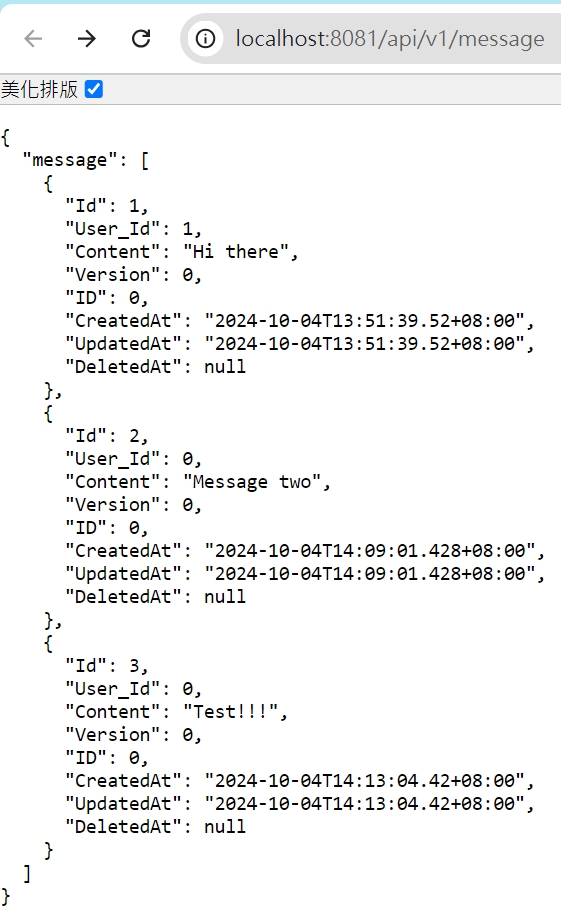 localhost:8081/api/v1/message
美化排版
{
  "message": [
    {
      "Id": 1,
      "User_Id": 1,
      "Content": "Hi there",
      "Version": 0,
      "ID": 0,
      "CreatedAt": "2024-10-04T13:51:39.52+08:00",
      "UpdatedAt": "2024-10-04T13:51:39.52+08:00",
      "DeletedAt": null
    },
    {
      "Id": 2,
      "User_Id": 0,
      "Content": "Message two",
      "Version": 0,
      "ID": 0,
      "CreatedAt": "2024-10-04T14:09:01.428+08:00",
      "UpdatedAt": "2024-10-04T14:09:01.428+08:00",
      "DeletedAt": null
    },
    {
      "Id": 3,
      "User_Id": 0,
      "Content": "Test!!!",
      "Version": 0,
      "ID": 0,
      "CreatedAt": "2024-10-04T14:13:04.42+08:00",
      "UpdatedAt": "2024-10-04T14:13:04.42+08:00",
      "DeletedAt": null
    }
  ]
}